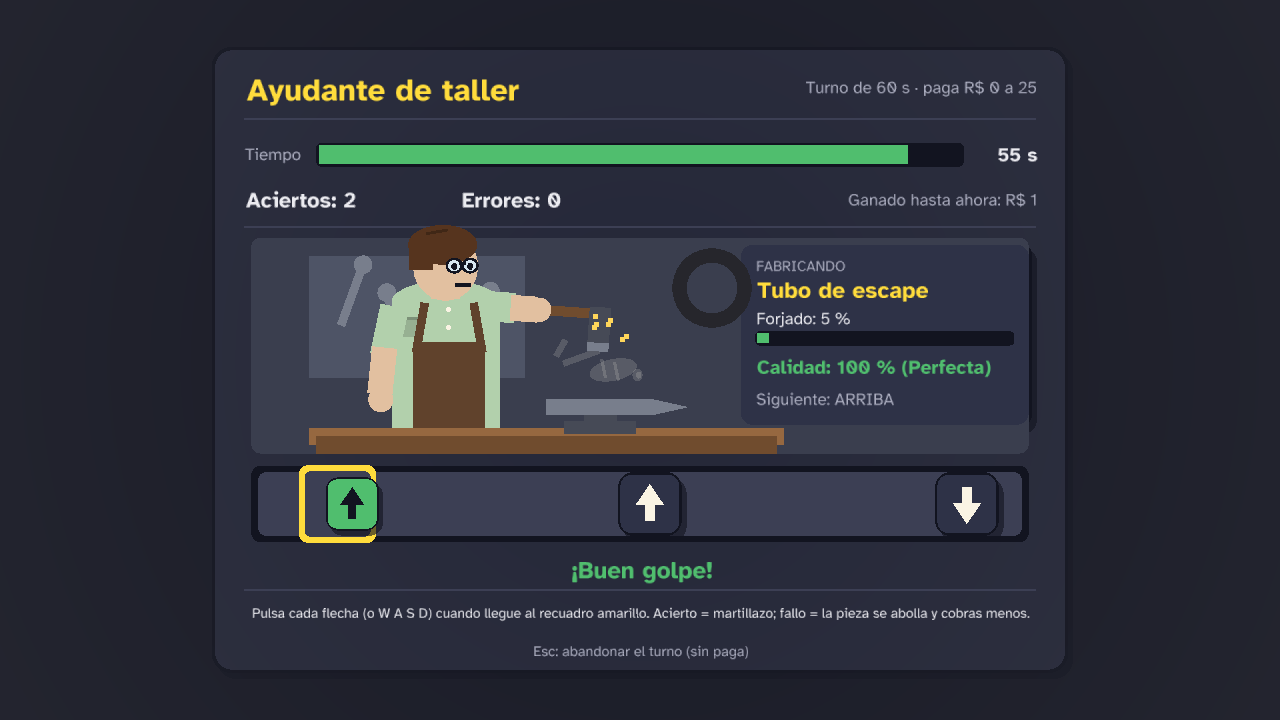 Ayudante de taller
Turno de 60 s · paga R$ 0 a 25
Tiempo
55 s
Aciertos: 2
Errores: 0
Ganado hasta ahora: R$ 1
FABRICANDO
Tubo de escape
Forjado: 5 %
Calidad: 100 % (Perfecta)
Siguiente: ARRIBA
¡Buen golpe!
Pulsa cada flecha (o W A S D) cuando llegue al recuadro amarillo. Acierto = martillazo; fallo = la pieza se abolla y cobras menos.
Esc: abandonar el turno (sin paga)